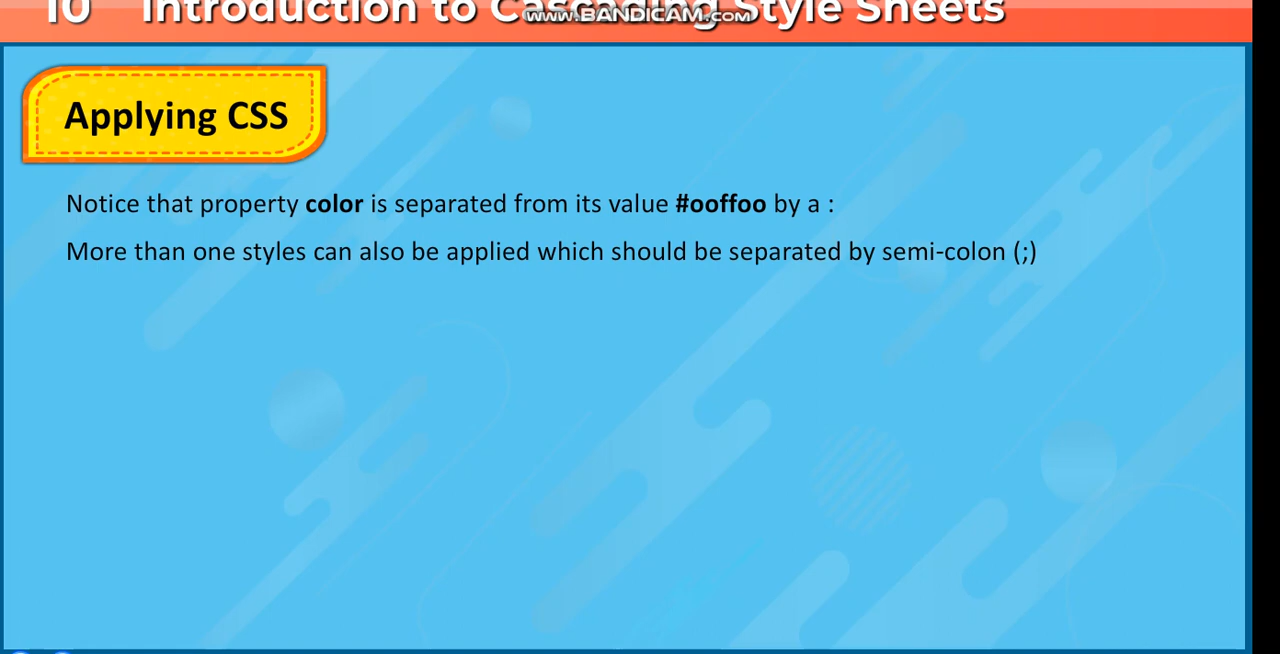 10 Introduction to Cascading Style Sheets
www.BANDICAM.com
Applying CSS
Notice that property color is separated from its value #ooffoo by a :
More than one styles can also be applied which should be separated by semi-colon (;)